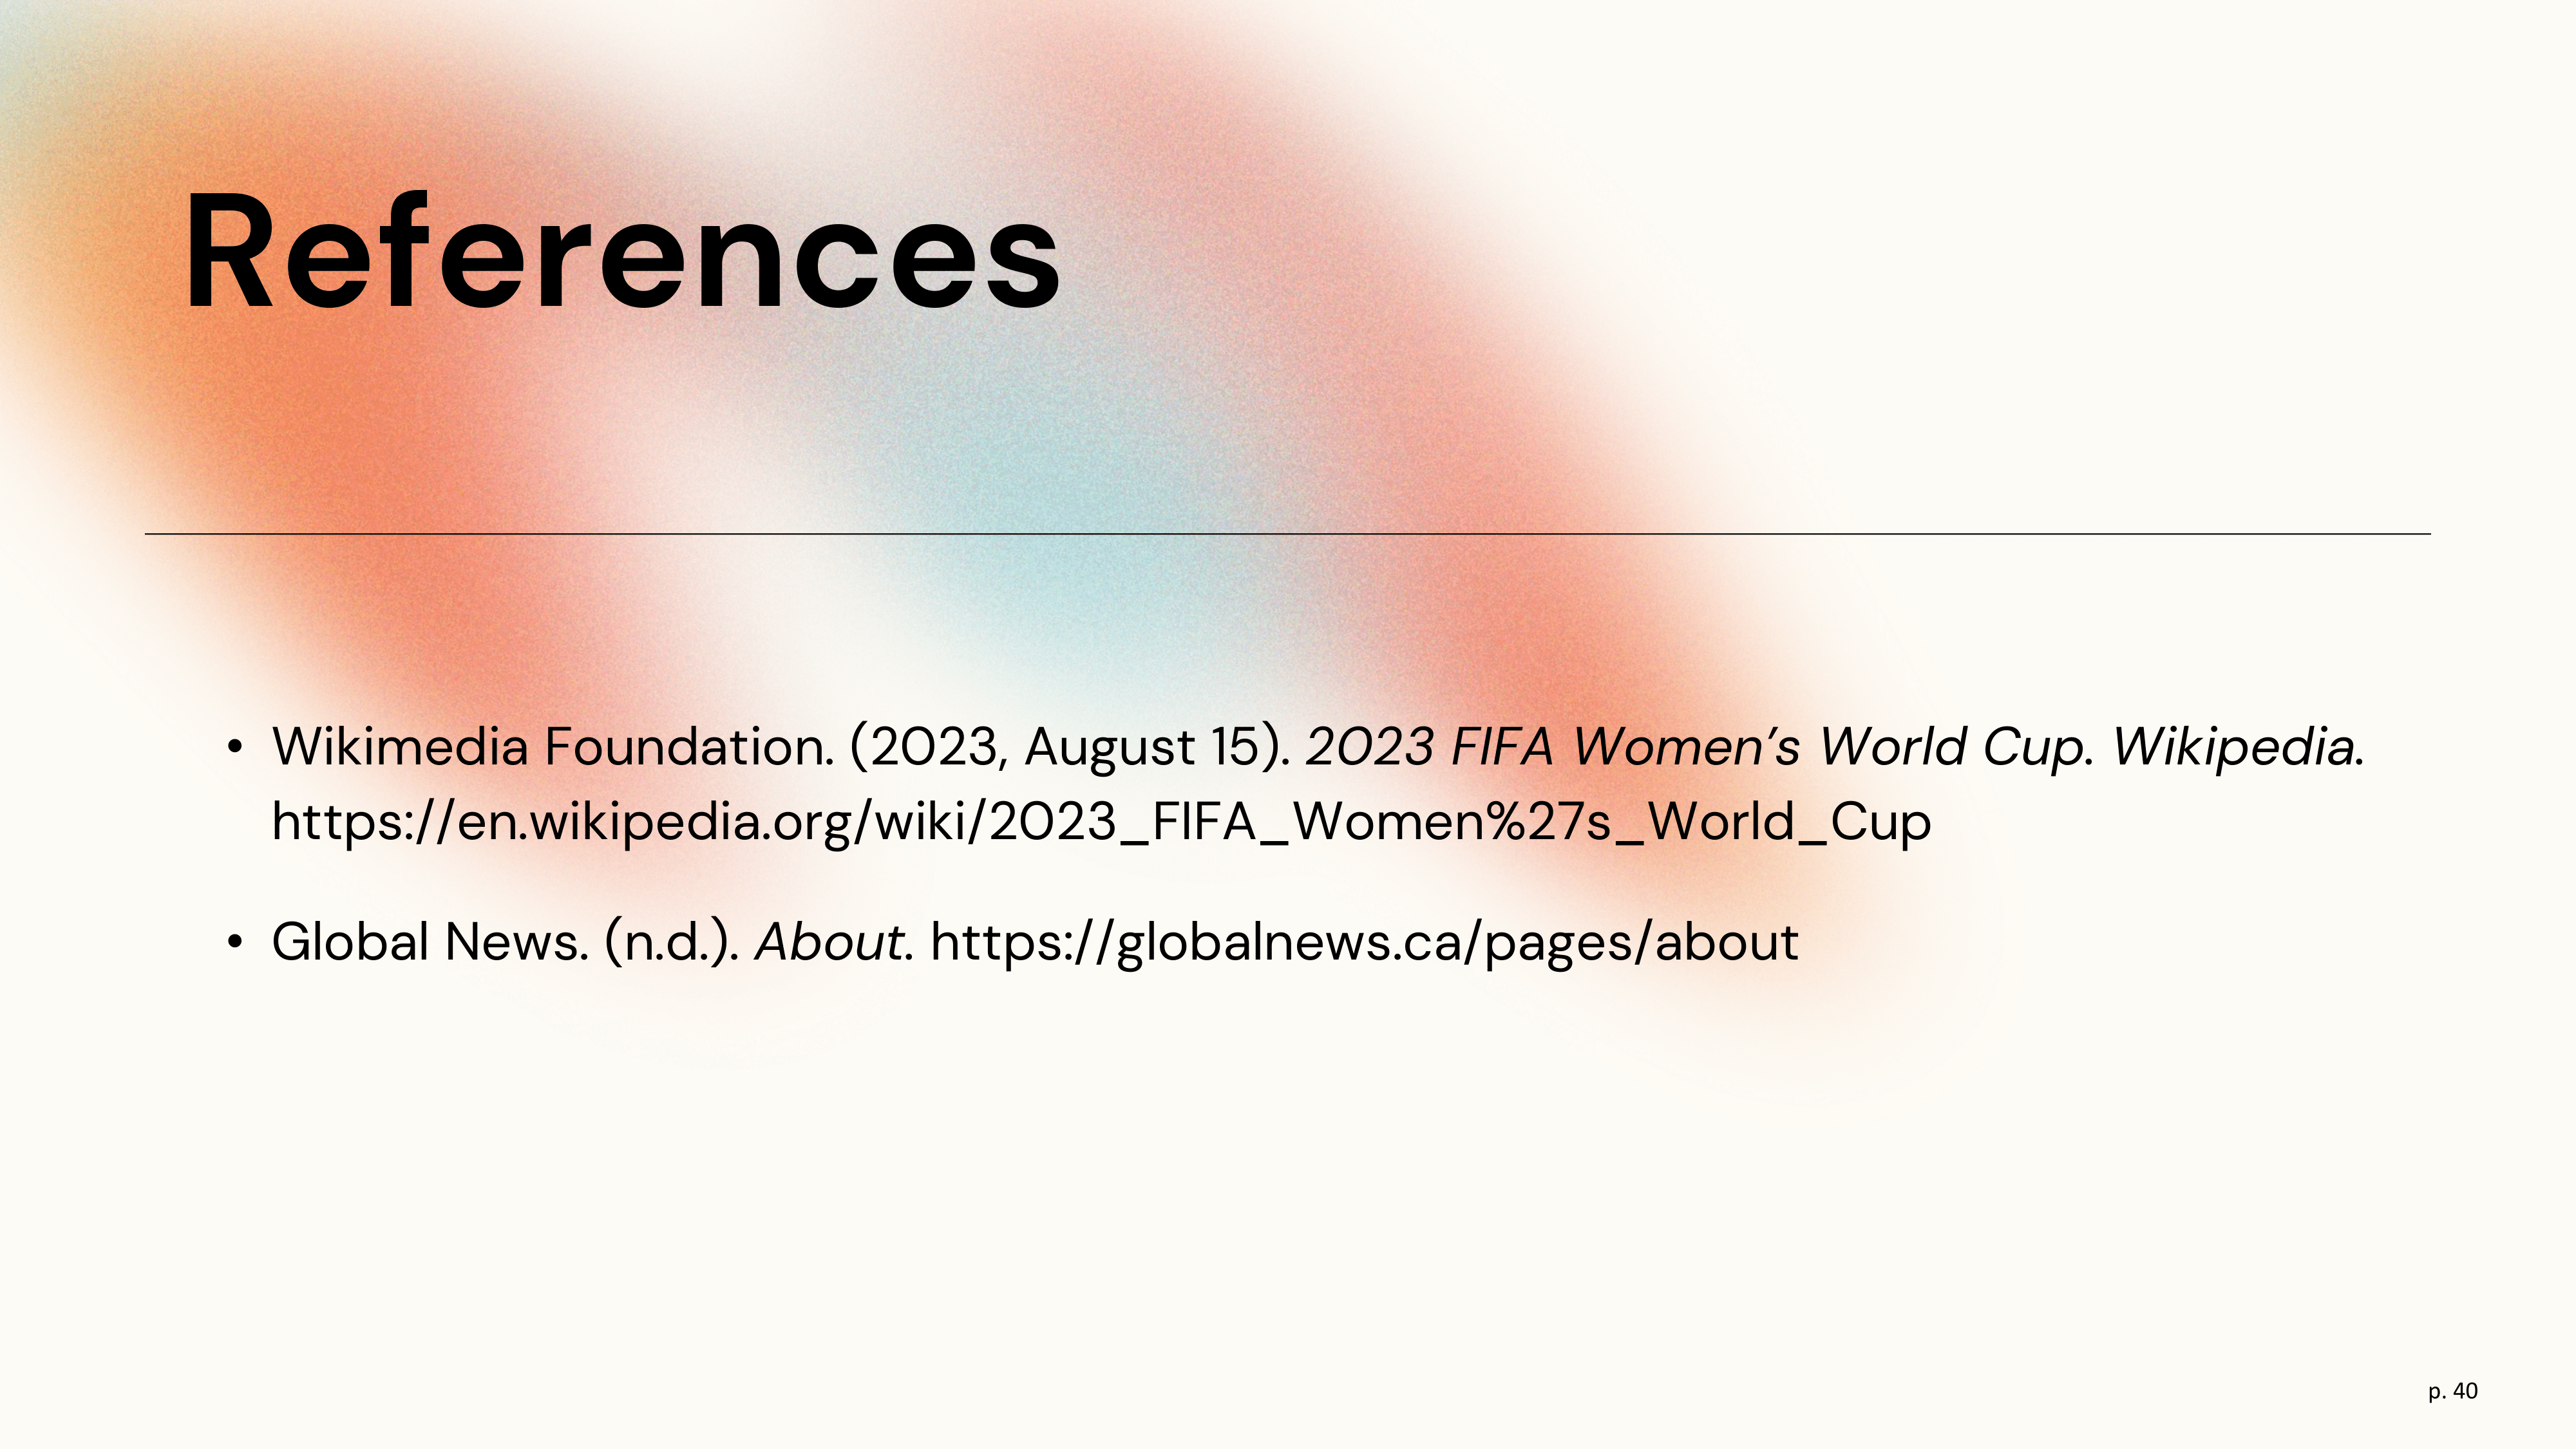 References
• Wikimedia Foundation. (2023, August 15). 2023 FIFA Women’s World Cup. Wikipedia.
https://en.wikipedia.org/wiki/2023_FIFA_Women%27s_World_Cup
• Global News. (n.d.). About. https://globalnews.ca/pages/about
p. 40